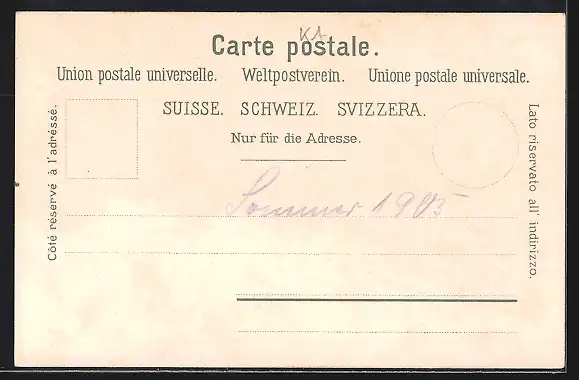 KA
Carte postale.
Union postale universelle. Weltpostverein. Unione postale universale.
SUISSE. SCHWEIZ. SVIZZERA.
Nur für die Adresse.
Côté réservé à l'adréssé.
Lato riservato all' indirizzo.
Sommer 1905